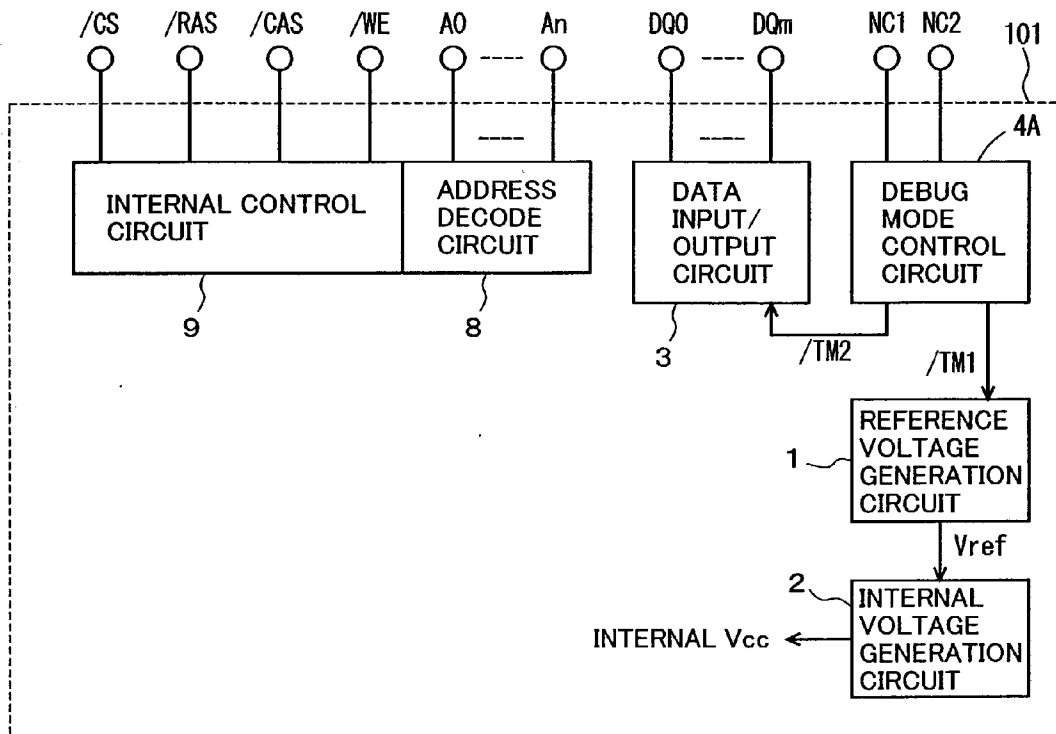 /CS /RAS /CAS /WE A0 ---- An DQ0 ---- DQm NC1 NC2
101
---- ----
4A
INTERNAL CONTROL
CIRCUIT
ADDRESS
DECODE
CIRCUIT
DATA
INPUT/
OUTPUT
CIRCUIT
DEBUG
MODE
CONTROL
CIRCUIT
9
8
3
/TM2
/TM1
1
REFERENCE
VOLTAGE
GENERATION
CIRCUIT
Vref
2
INTERNAL
VOLTAGE
GENERATION
CIRCUIT
INTERNAL Vcc